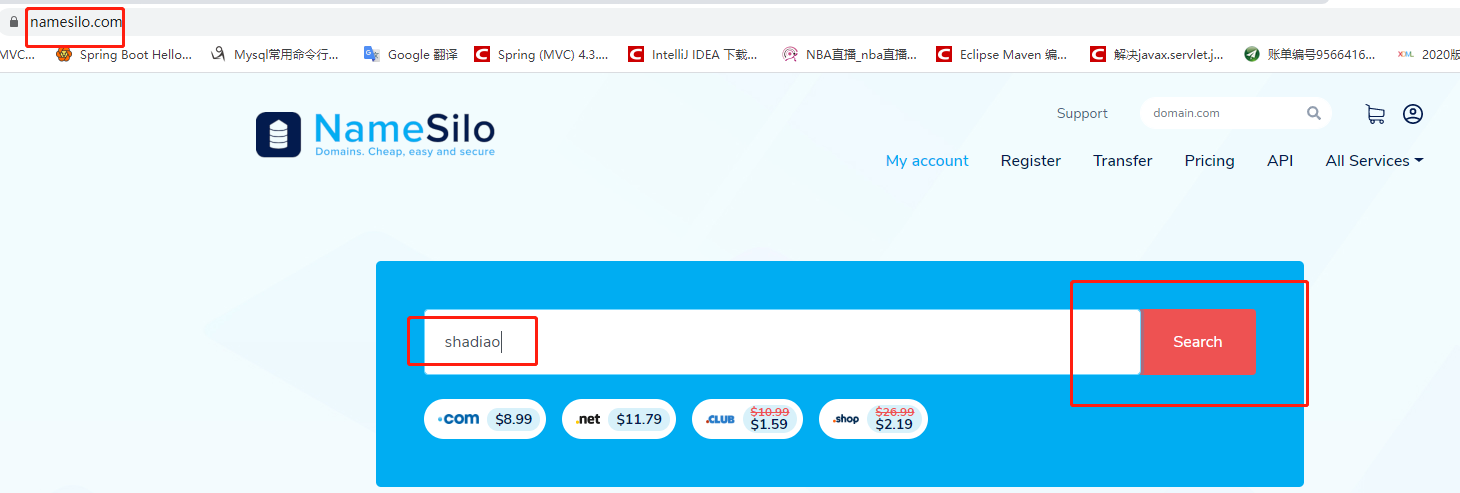 namesilo.com
MVC... Spring Boot Hello... Mysql常用命令行... Google 翻译 Spring (MVC) 4.3.... IntelliJ IDEA 下载... NBA直播_nba直播... Eclipse Maven 编... 解决javax.servlet.j... 账单编号9566416... XML 2020版
NameSilo
Domains. Cheap, easy and secure
Support domain.com
My account Register Transfer Pricing API All Services
shadiao Search
.com $8.99 .net $11.79 .CLUB $10.99 $1.59 .shop $26.99 $2.19